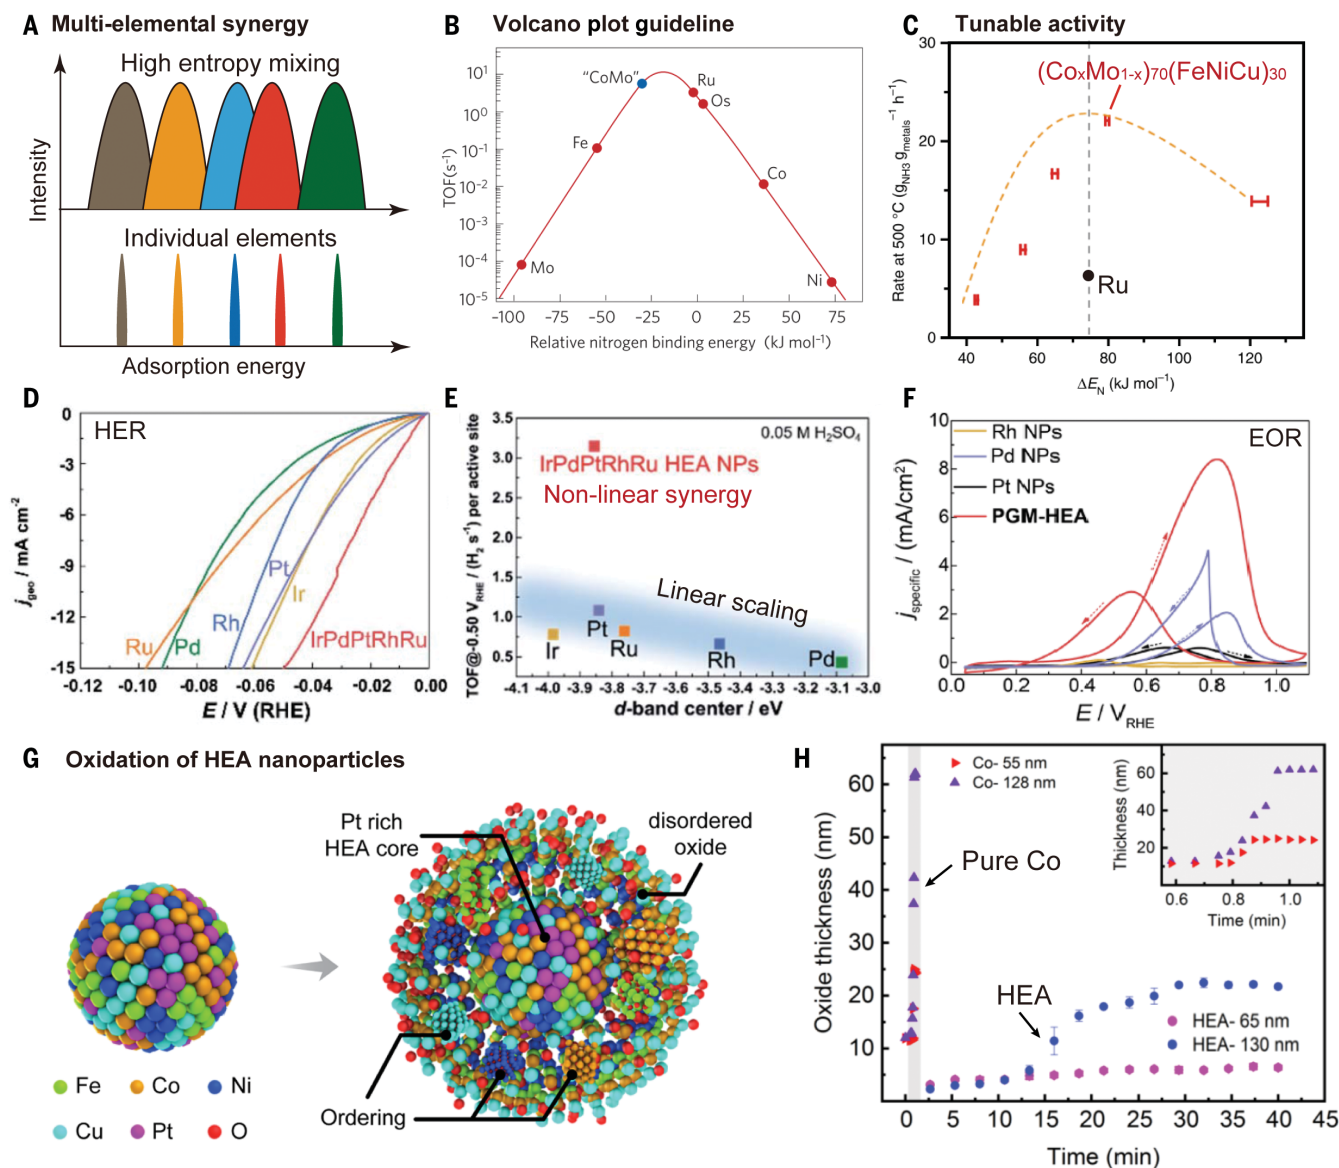 A Multi-elemental synergy
High entropy mixing
Intensity
Individual elements
Adsorption energy
B Volcano plot guideline
TOF(s⁻¹)
10¹
10⁰
10⁻¹
10⁻²
10⁻³
10⁻⁴
10⁻⁵
"CoMo"
Ru
Os
Fe
Co
Mo
Ni
-100 -75 -50 -25 0 25 50 75
Relative nitrogen binding energy (kJ mol⁻¹)
C Tunable activity
Rate at 500 °C (g_NH3 g_metals⁻¹ h⁻¹)
30
20
10
0
(CoxMo1-x)70(FeNiCu)30
Ru
40 60 80 100 120
ΔE_N (kJ mol⁻¹)
D
HER
j_geo / mA cm⁻²
0
-3
-6
-9
-12
-15
Pt
Ir
Rh
Ru
Pd
IrPdPtRhRu
-0.12 -0.10 -0.08 -0.06 -0.04 -0.02 0.00
E / V (RHE)
E
TOF@-0.50 V_RHE / (H₂ s⁻¹) per active site
3.5
3.0
2.5
2.0
1.5
1.0
0.5
0.05 M H₂SO₄
IrPdPtRhRu HEA NPs
Non-linear synergy
Linear scaling
Ir
Pt
Ru
Rh
Pd
-4.1 -4.0 -3.9 -3.8 -3.7 -3.6 -3.5 -3.4 -3.3 -3.2 -3.1 -3.0
d-band center / eV
F
j_specific / (mA/cm²)
10
8
6
4
2
0
Rh NPs
Pd NPs
Pt NPs
PGM-HEA
EOR
0.0 0.2 0.4 0.6 0.8 1.0
E / V_RHE
G Oxidation of HEA nanoparticles
Pt rich
HEA core
disordered
oxide
Ordering
Fe Co Ni
Cu Pt O
H
Oxide thickness (nm)
60
50
40
30
20
10
Co- 55 nm
Co- 128 nm
Pure Co
HEA
HEA- 65 nm
HEA- 130 nm
0 5 10 15 20 25 30 35 40 45
Time (min)
Thickness (nm)
60
40
20
0.6 0.8 1.0
Time (min)